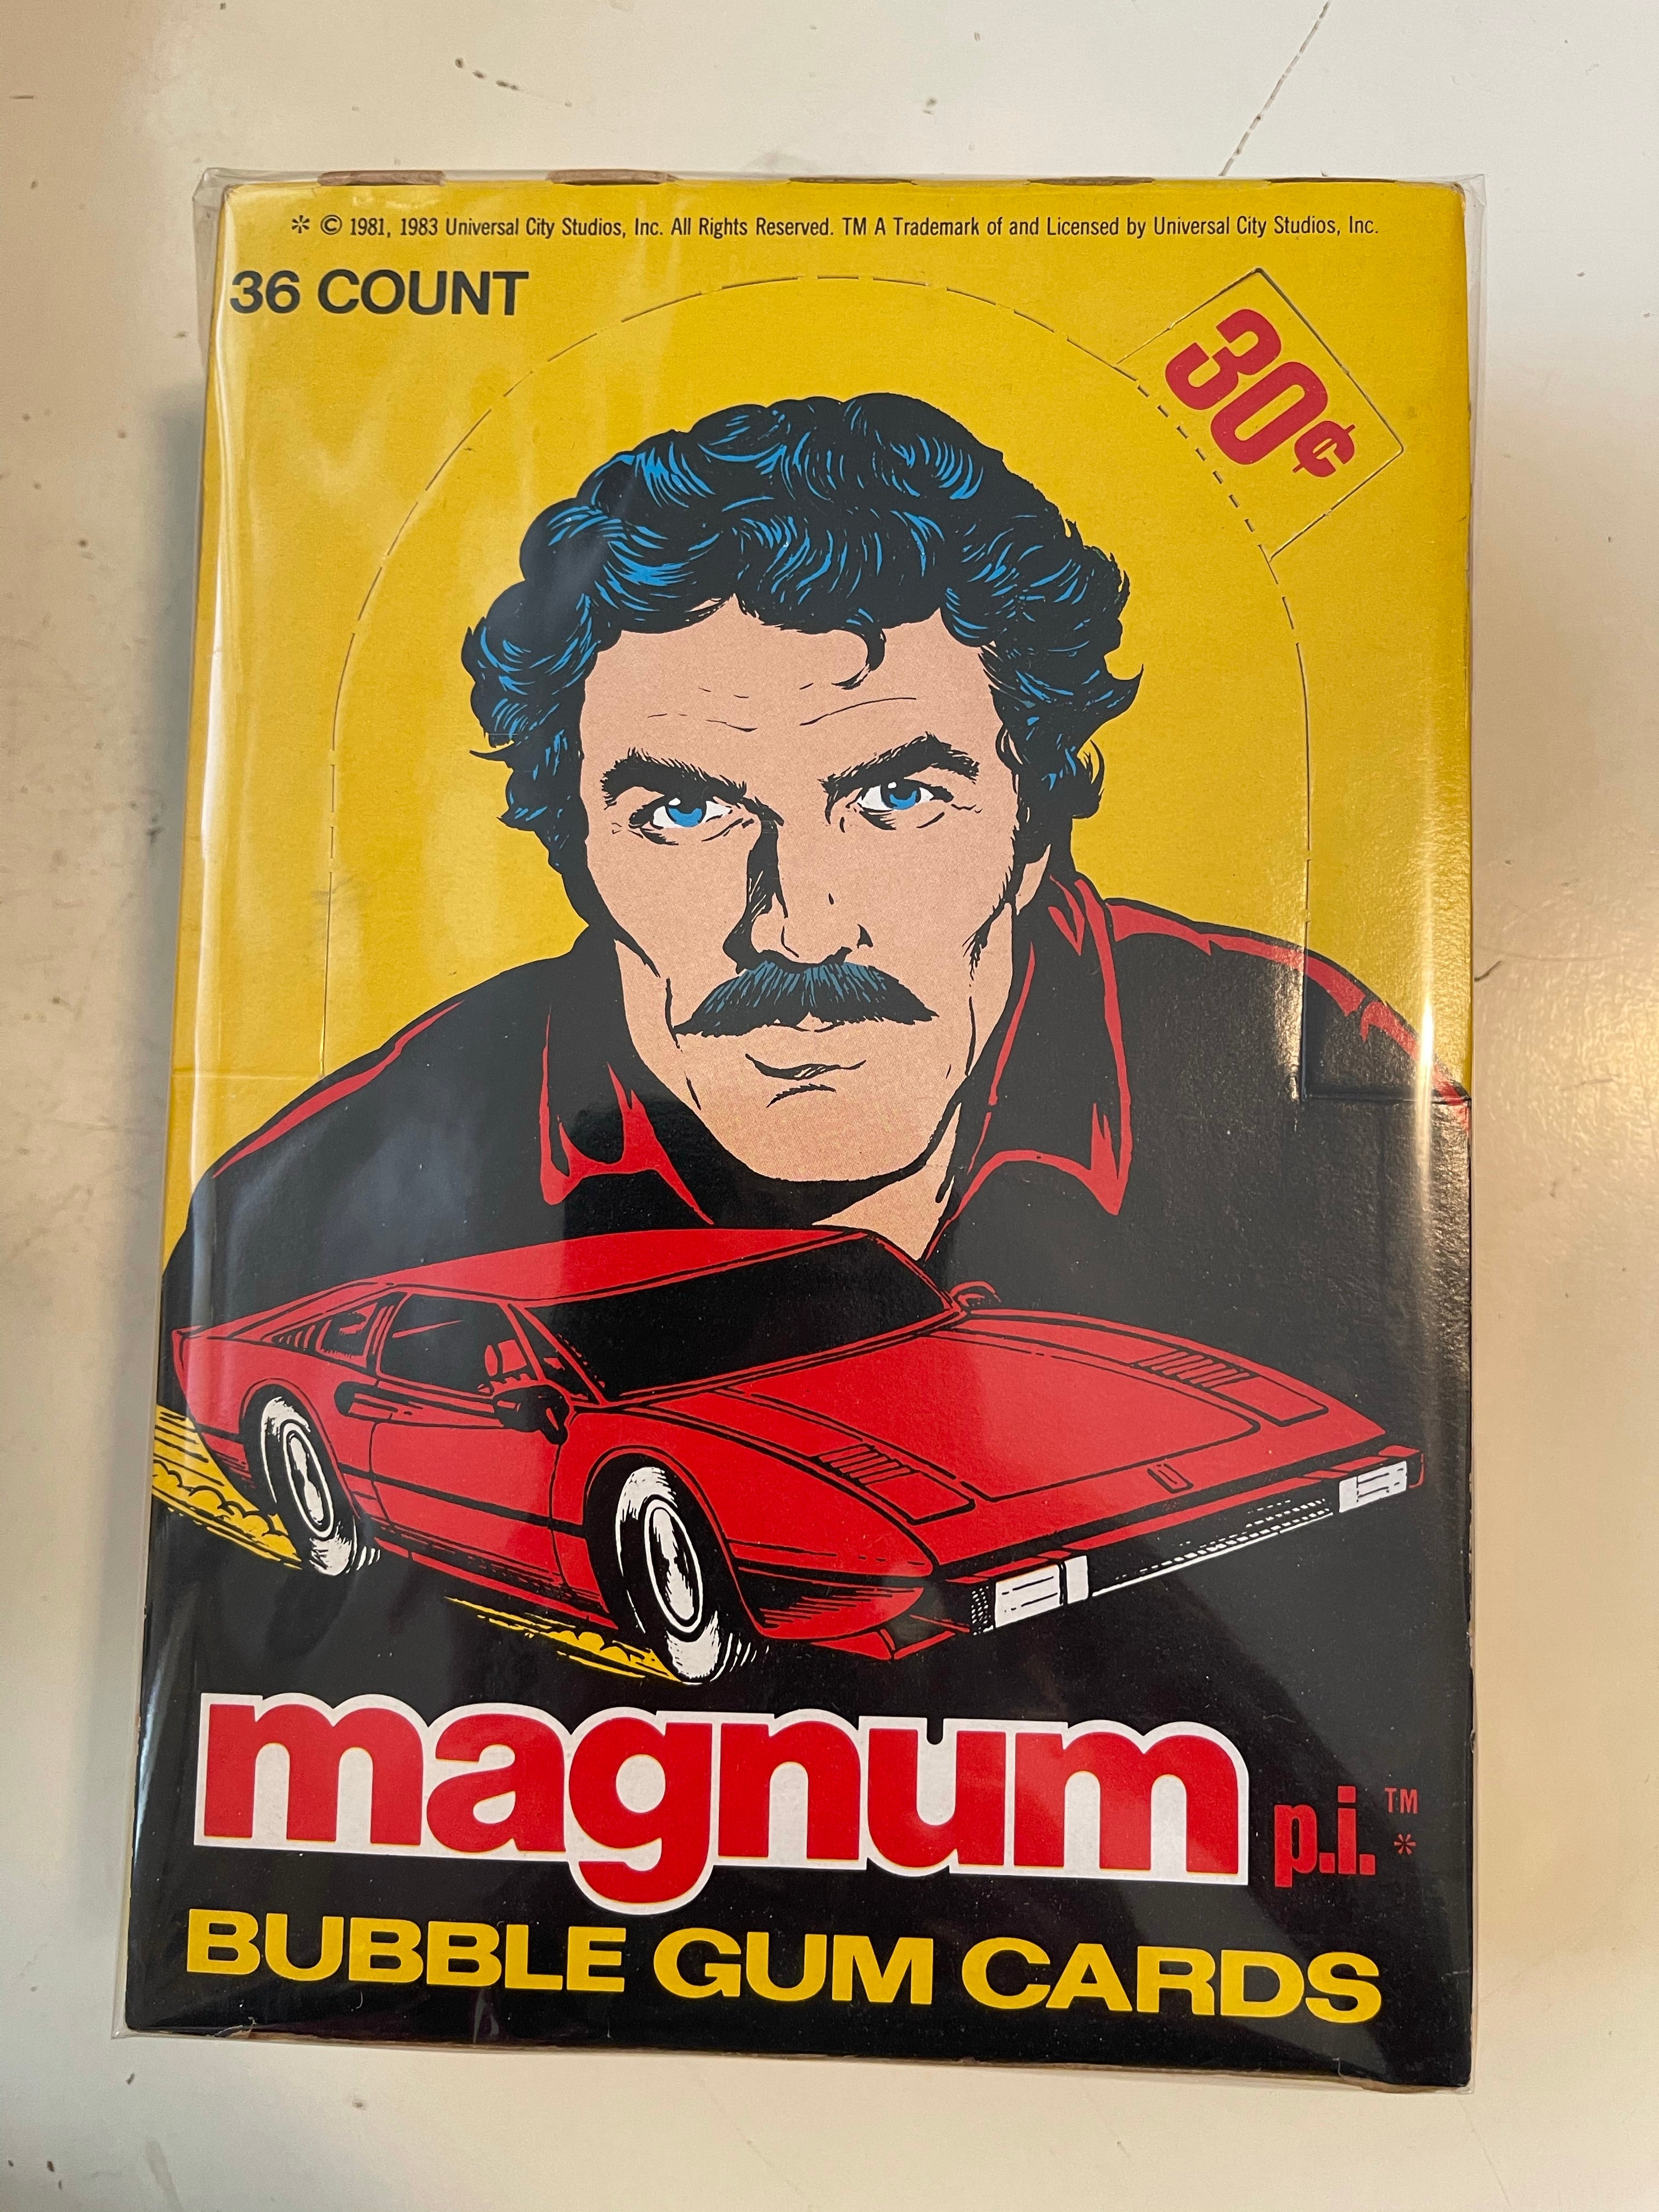 * © 1981, 1983 Universal City Studios, Inc. All Rights Reserved. TM A Trademark of and Licensed by Universal City Studios, Inc.
36 COUNT
30¢
magnum p.i.™*
BUBBLE GUM CARDS